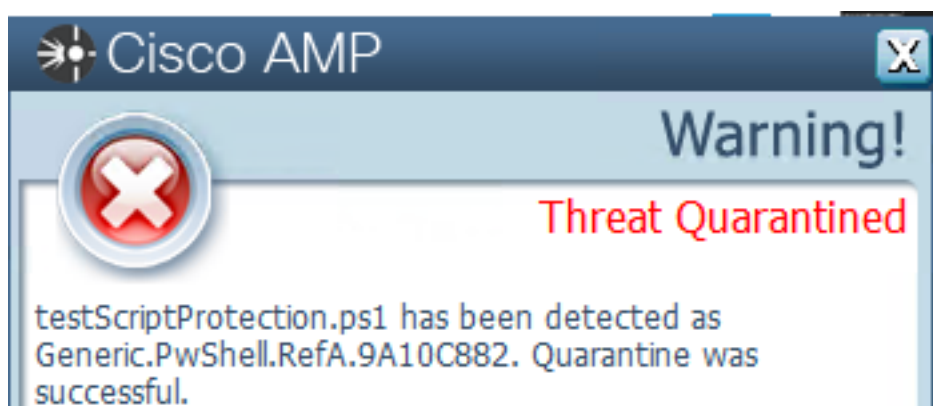 Cisco AMP
X
Warning!
Threat Quarantined
testScriptProtection.ps1 has been detected as
Generic.PwShell.RefA.9A10C882. Quarantine was
successful.